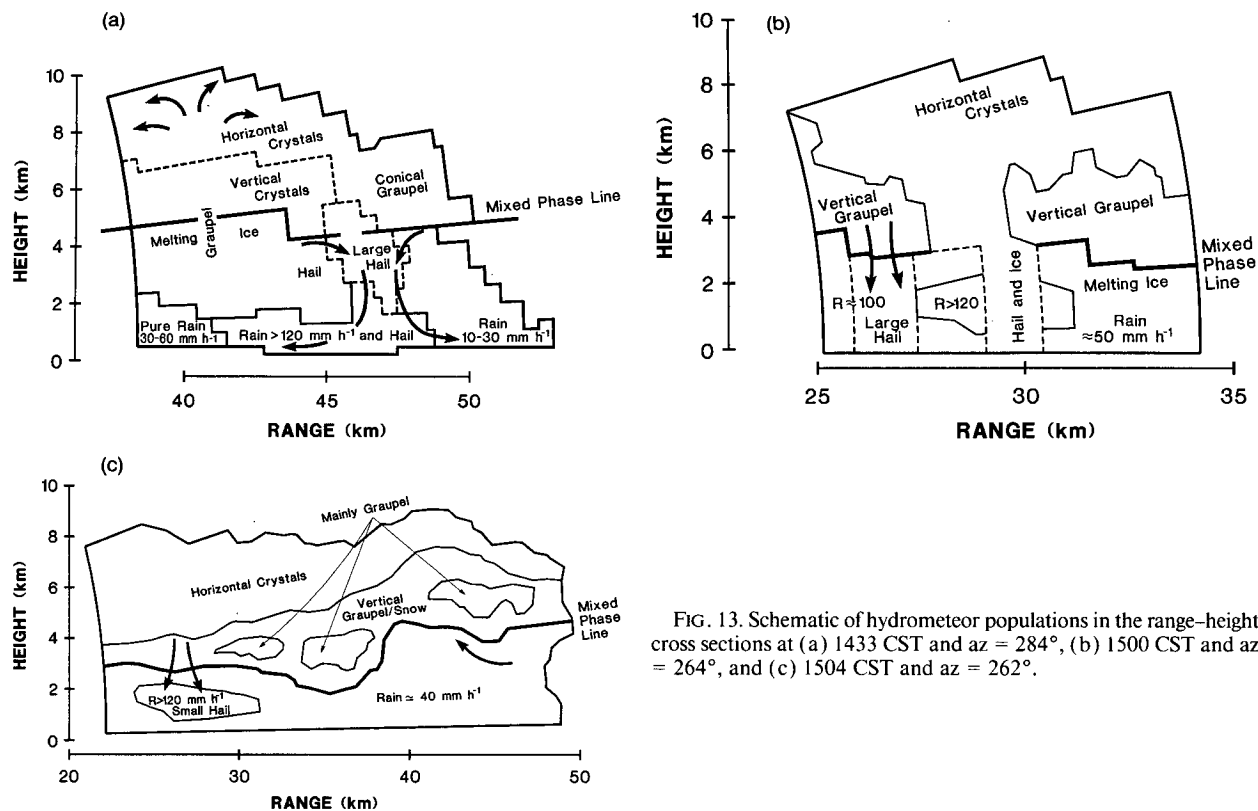 (a)
10
8
6
4
2
0
HEIGHT (km)
Horizontal
Crystals
Vertical
Crystals
Conical
Graupel
Mixed Phase Line
Melting
Graupel
Ice
Hail
Large
Hail
Pure Rain
30-60 mm h-1
Rain > 120 mm h-1 and Hail
Rain
10-30 mm h-1
40
45
50
RANGE (km)
(b)
10
8
6
4
2
0
HEIGHT (km)
Horizontal
Crystals
Vertical
Graupel
Vertical Graupel
Mixed
Phase
Line
R≈100
Large
Hail
R>120
Hail and Ice
Melting Ice
Rain
≈50 mm h-1
25
30
35
RANGE (km)
(c)
10
8
6
4
2
0
HEIGHT (km)
Mainly Graupel
Horizontal Crystals
Vertical
Graupel/Snow
Mixed
Phase
Line
R>120 mm h-1
Small Hail
Rain ≃ 40 mm h-1
20
30
40
50
RANGE (km)
FIG. 13. Schematic of hydrometeor populations in the range–height
cross sections at (a) 1433 CST and az = 284°, (b) 1500 CST and az
= 264°, and (c) 1504 CST and az = 262°.